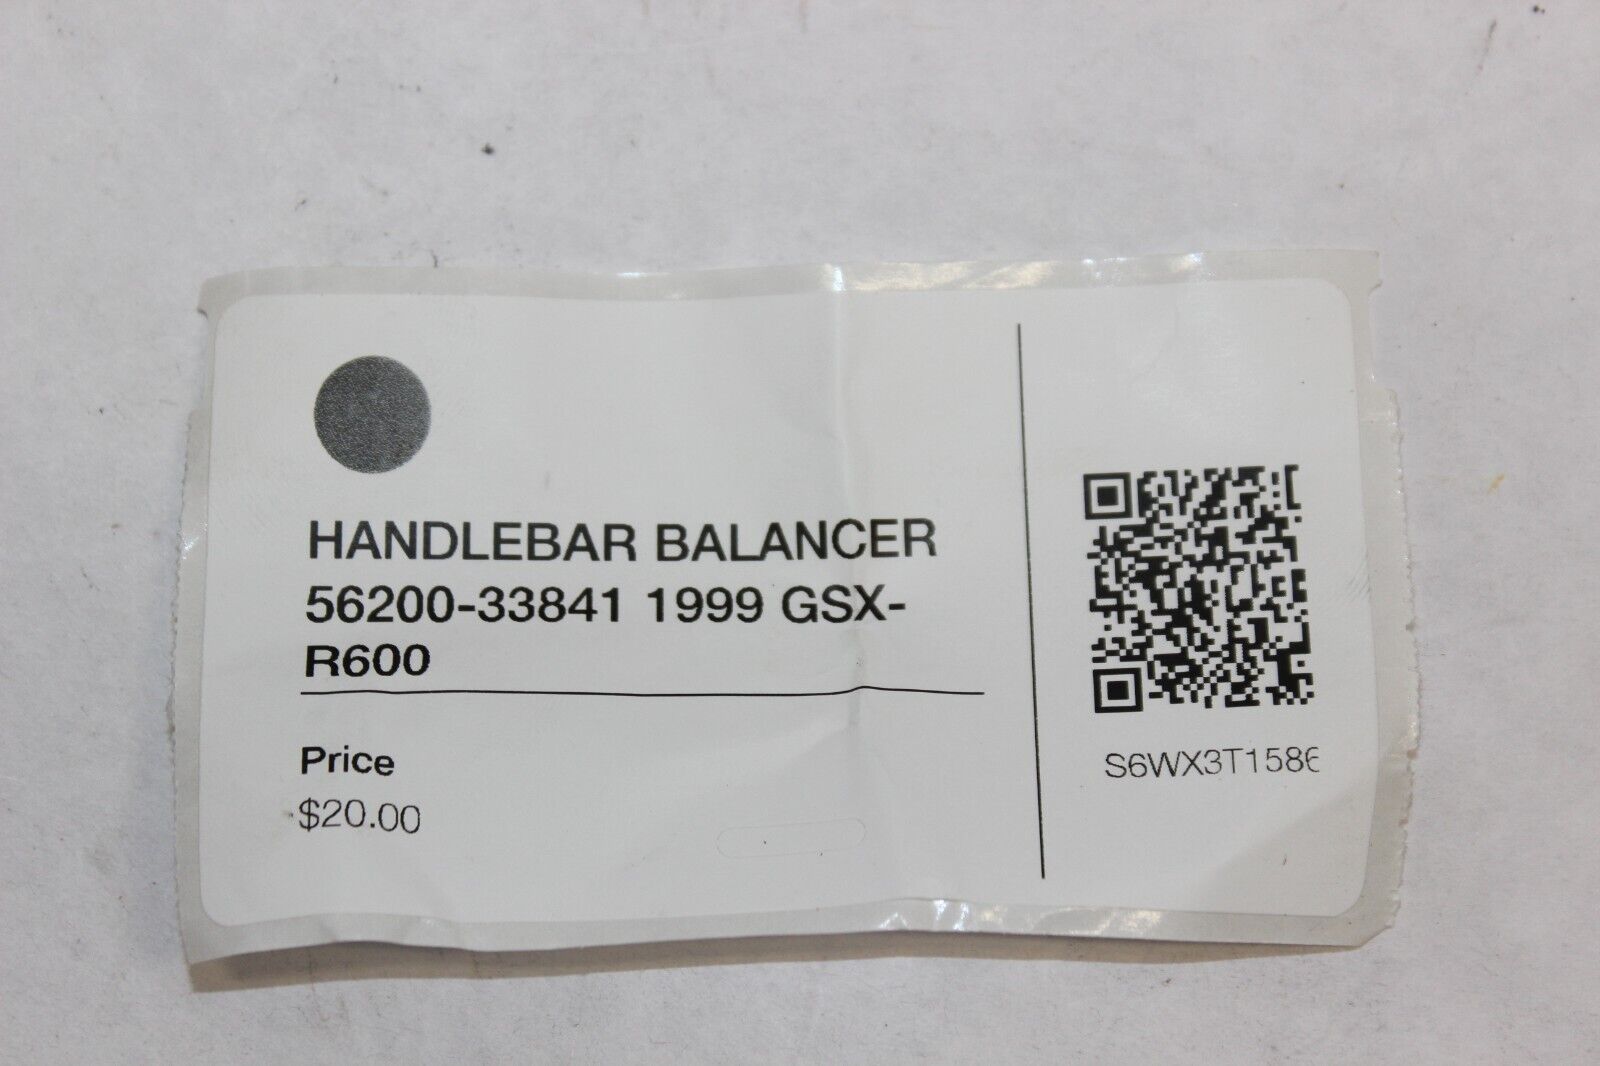 HANDLEBAR BALANCER
56200-33841 1999 GSX-
R600
Price
$20.00
S6WX3T1586